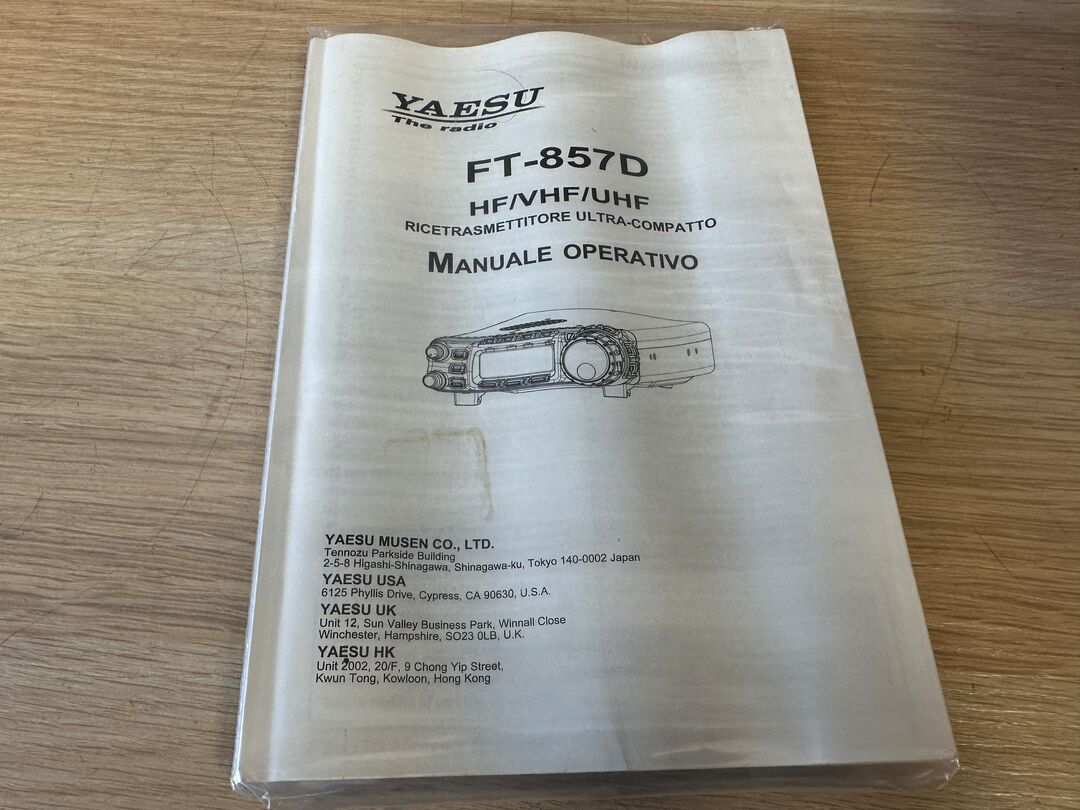 YAESU
The radio
FT-857D
HF/VHF/UHF
RICETRASMETTITORE ULTRA-COMPATTO
MANUALE OPERATIVO
YAESU MUSEN CO., LTD.
Tennozu Parkside Building
2-5-8 Higashi-Shinagawa, Shinagawa-ku, Tokyo 140-0002 Japan
YAESU USA
6125 Phyllis Drive, Cypress, CA 90630, U.S.A.
YAESU UK
Unit 12, Sun Valley Business Park, Winnall Close
Winchester, Hampshire, SO23 0LB, U.K.
YAESU HK
Unit 2002, 20/F, 9 Chong Yip Street,
Kwun Tong, Kowloon, Hong Kong